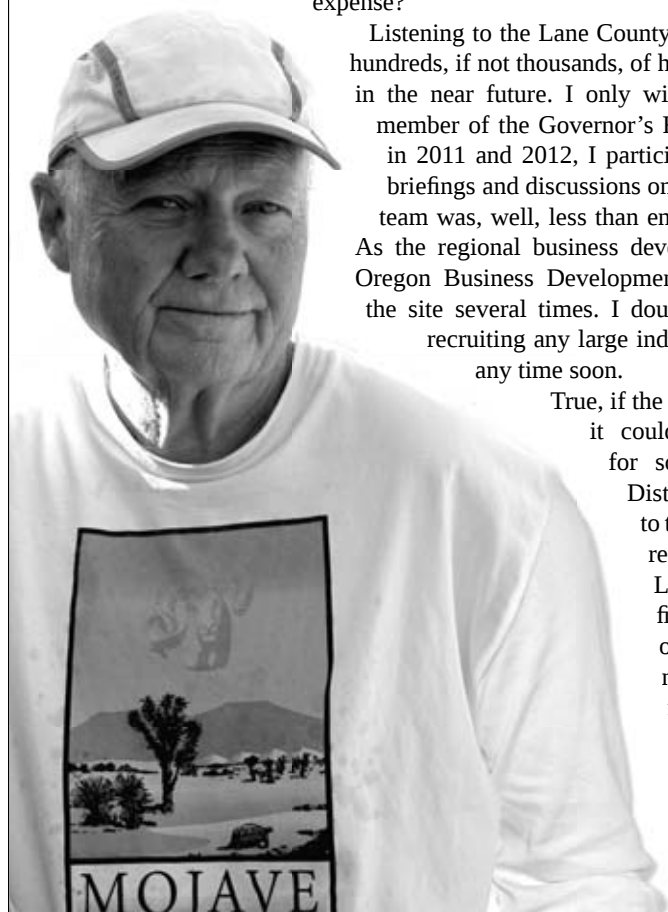 expense?
Listening to the Lane County
hundreds, if not thousands, of h
in the near future. I only wi
member of the Governor's
in 2011 and 2012, I partici
briefings and discussions on
team was, well, less than en
As the regional business deve
Oregon Business Developmen
the site several times. I dou
recruiting any large ind
any time soon.
True, if the
it could
for so
Dist
to t
re
L
fi
o
MOJAVE